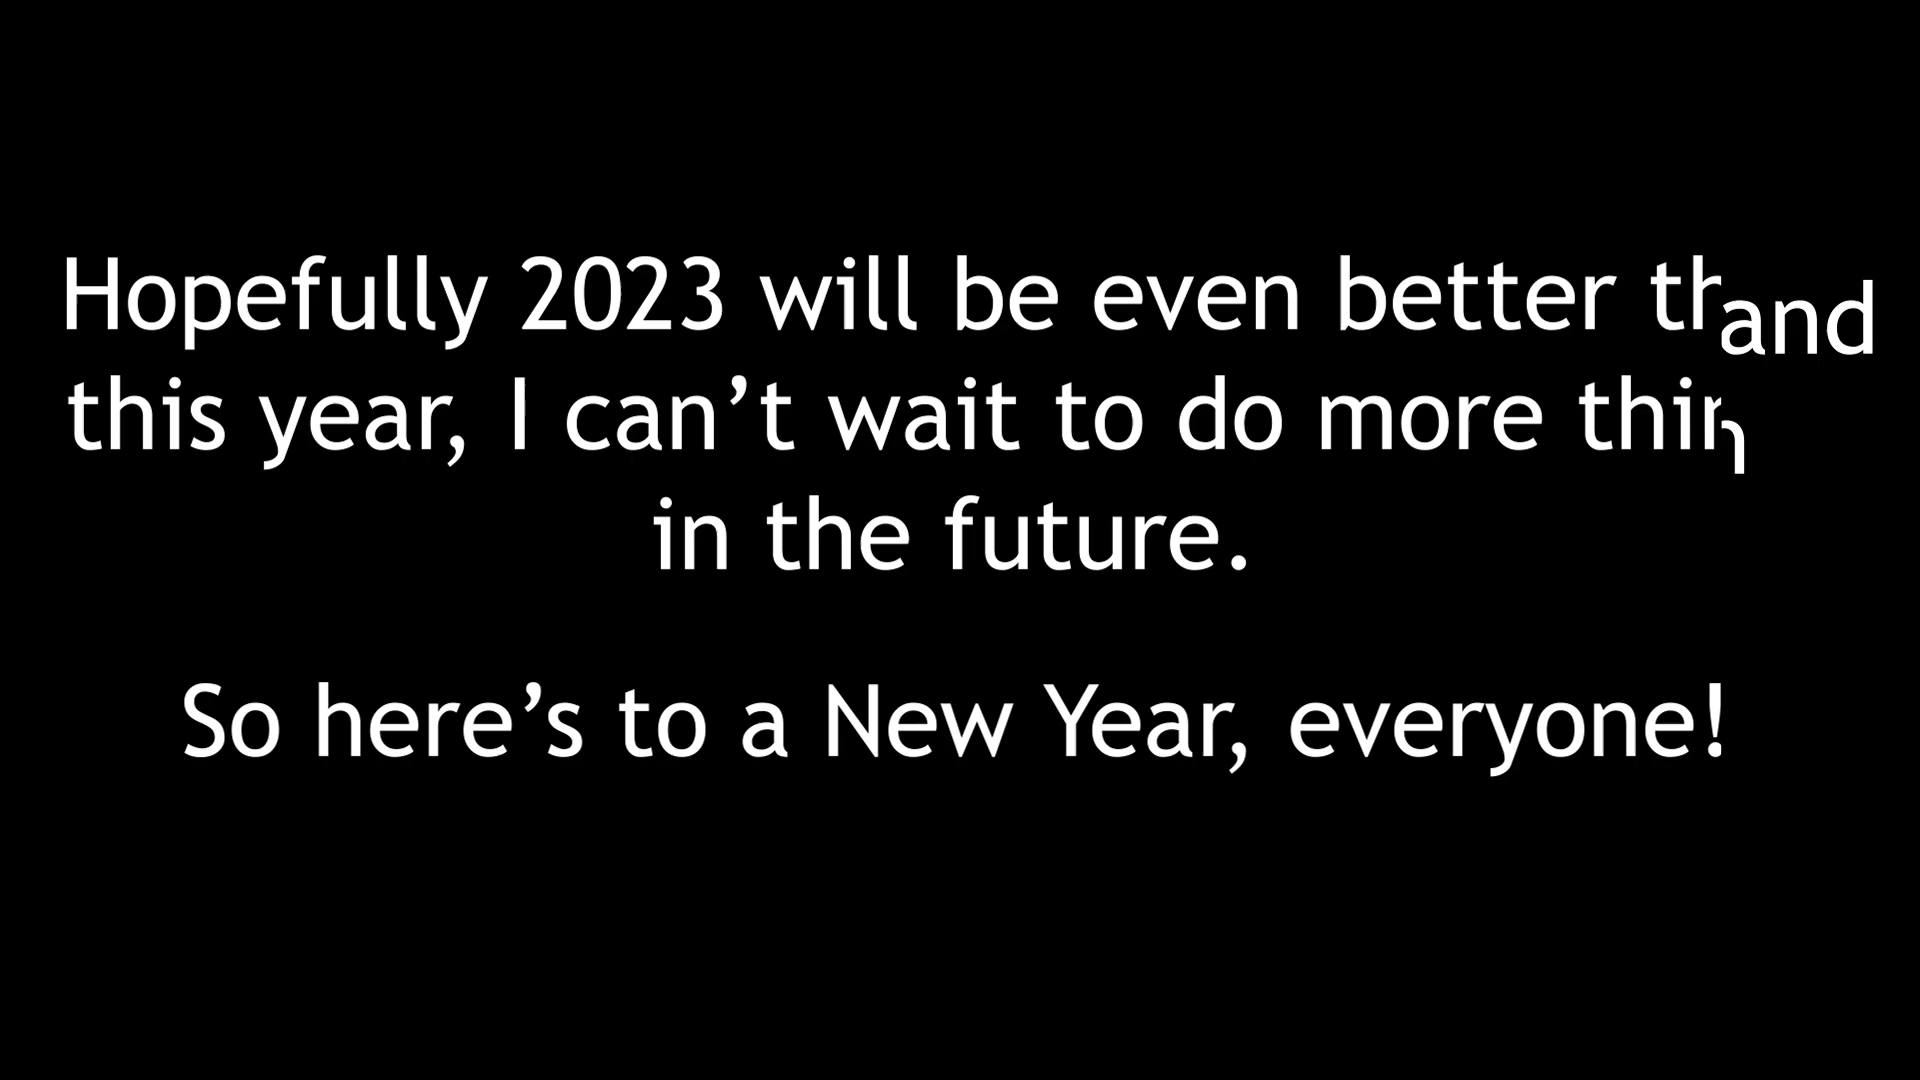 Hopefully 2023 will be even better and
this year, I can’t wait to do more
in the future.
So here’s to a New Year, everyone!